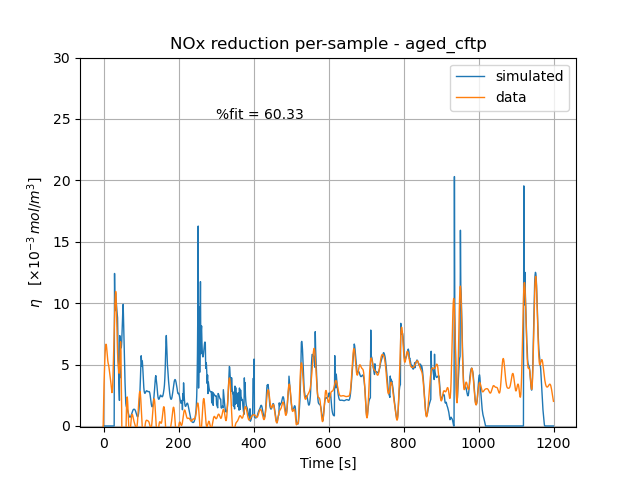 NOx reduction per-sample - aged_cftp
simulated
data
%fit = 60.33
η [×10⁻³ mol/m³]
30
25
20
15
10
5
0
0 200 400 600 800 1000 1200
Time [s]